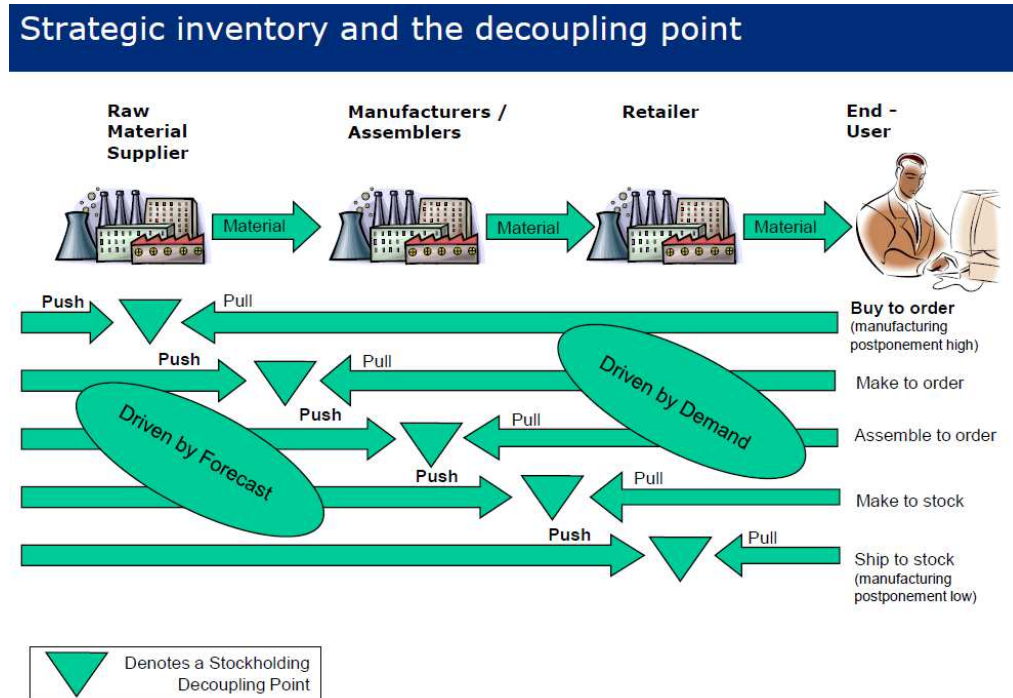 Strategic inventory and the decoupling point
Raw
Material
Supplier
Manufacturers /
Assemblers
Retailer
End -
User
Material
Material
Material
Push
Pull
Buy to order
(manufacturing
postponement high)
Push
Pull
Make to order
Push
Pull
Assemble to order
Push
Pull
Make to stock
Push
Pull
Ship to stock
(manufacturing
postponement low)
Driven by Forecast
Driven by Demand
Denotes a Stockholding
Decoupling Point